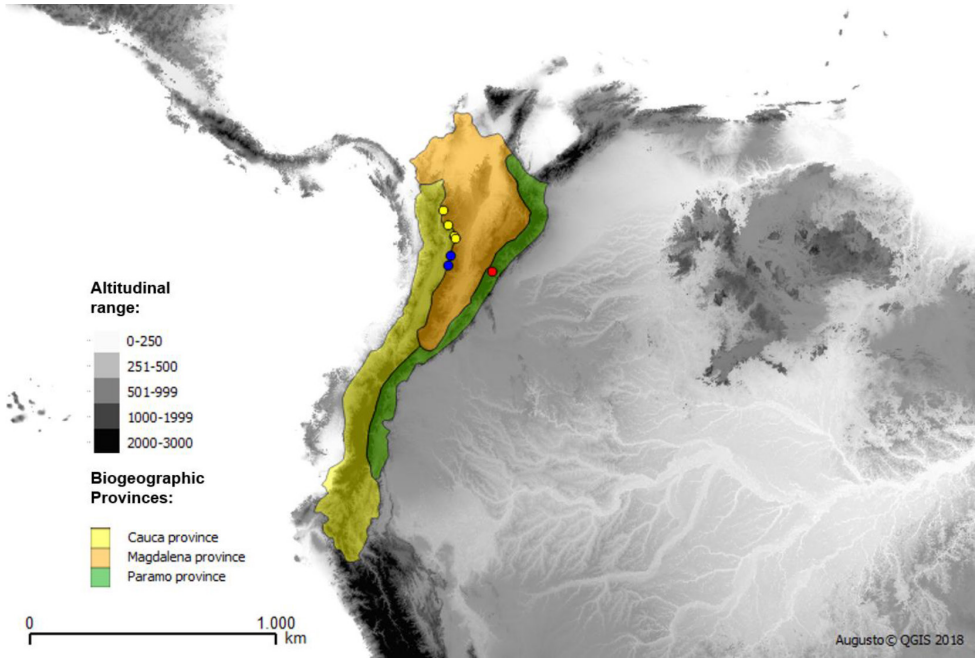 Altitudinal
range:
0-250
251-500
501-999
1000-1999
2000-3000
Biogeographic
Provinces:
Cauca province
Magdalena province
Paramo province
0 1.000
km
Augusto© QGIS 2018